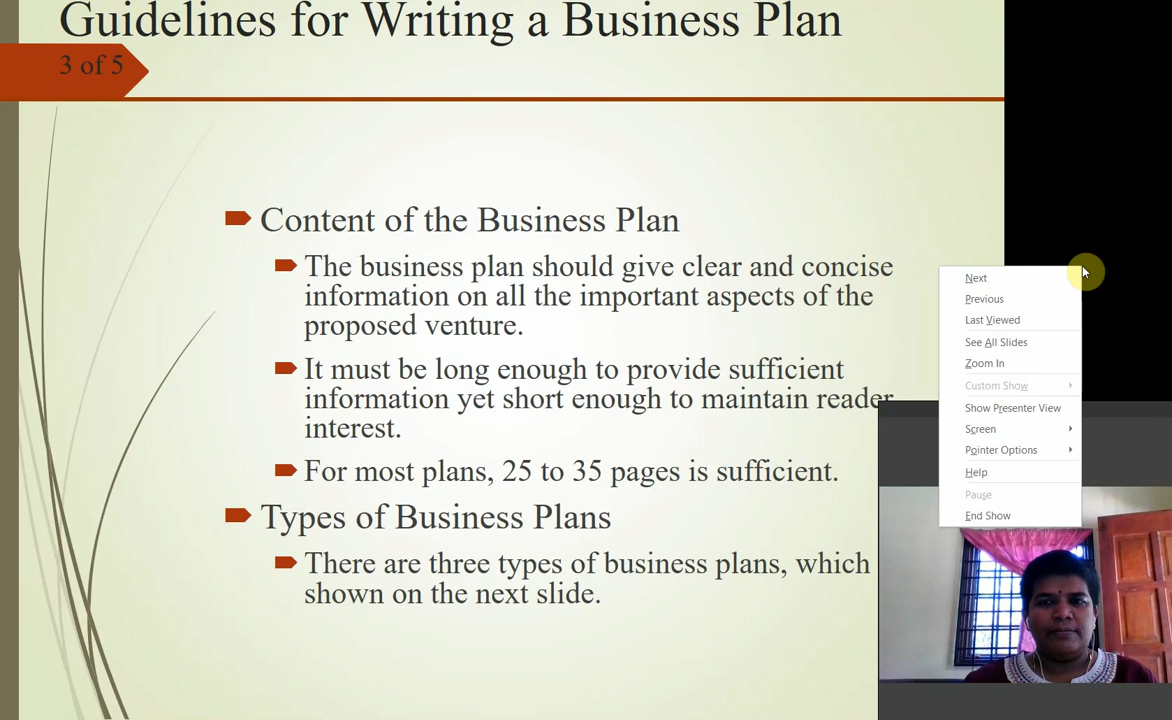 Guidelines for Writing a Business Plan
3 of 5
Content of the Business Plan
The business plan should give clear and concise
information on all the important aspects of the
proposed venture.
It must be long enough to provide sufficient
information yet short enough to maintain reader
interest.
For most plans, 25 to 35 pages is sufficient.
Types of Business Plans
There are three types of business plans, which
shown on the next slide.
Next
Previous
Last Viewed
See All Slides
Zoom In
Custom Show
Show Presenter View
Screen
Pointer Options
Help
Pause
End Show